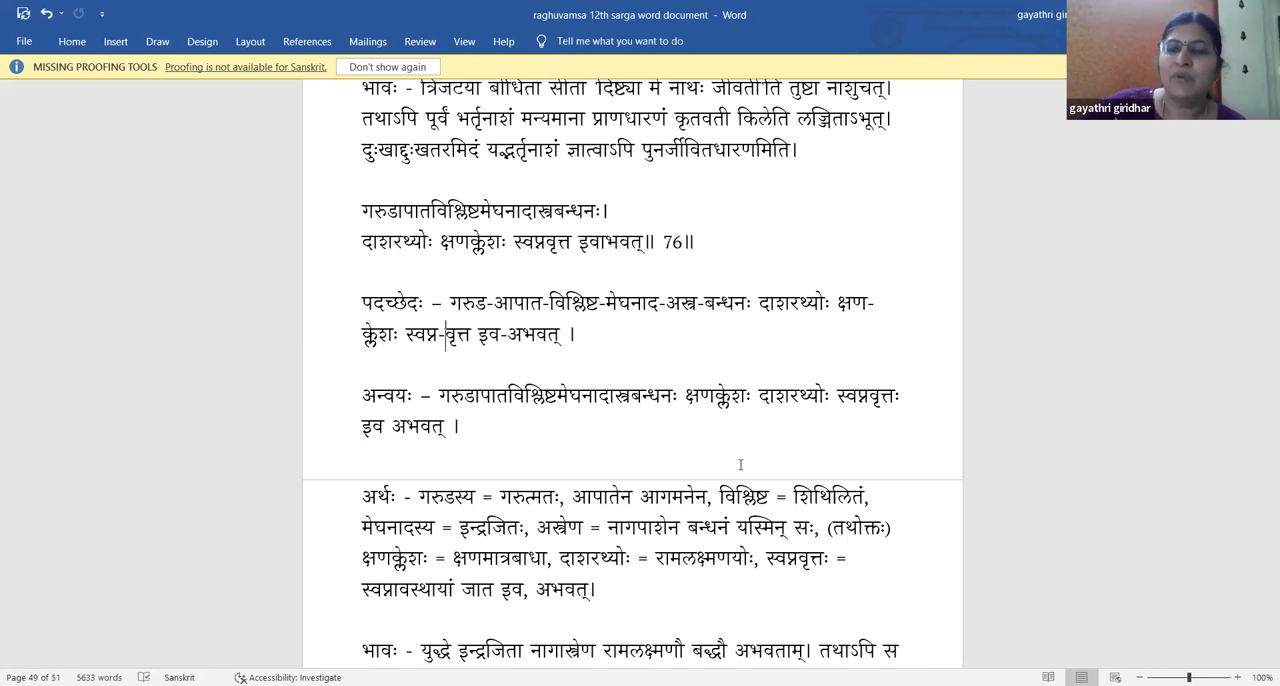 raghuvamsa 12th sarga word document - Word
gayathri gi
File Home Insert Draw Design Layout References Mailings Review View Help Tell me what you want to do
MISSING PROOFING TOOLS Proofing is not available for Sanskrit. Don't show again
gayathri giridhar
भावः - त्रिजटया बोधिता सीता दिष्ट्या मे नाथः जीवतीति तुष्टा नाशुचत्।
तथाऽपि पूर्वं भर्तृनाशं मन्यमाना प्राणधारणं कृतवती किलेति लज्जिताऽभूत्।
दुःखाद्दुःखतरमिदं यद्भर्तृनाशं ज्ञात्वाऽपि पुनर्जीवितधारणमिति।
गरुडापातविश्लिष्टमेघनादास्त्रबन्धनः।
दाशरथ्योः क्षणक्लेशः स्वप्नवृत्त इवाभवत्॥ 76॥
पदच्छेदः – गरुड-आपात-विश्लिष्ट-मेघनाद-अस्त्र-बन्धनः दाशरथ्योः क्षण-
क्लेशः स्वप्न-वृत्त इव-अभवत् ।
अन्वयः – गरुडापातविश्लिष्टमेघनादास्त्रबन्धनः क्षणक्लेशः दाशरथ्योः स्वप्नवृत्तः
इव अभवत् ।
अर्थः - गरुडस्य = गरुत्मतः, आपातेन आगमनेन, विश्लिष्ट = शिथिलितं,
मेघनादस्य = इन्द्रजितः, अस्त्रेण = नागपाशेन बन्धनं यस्मिन् सः, (तथोक्तः)
क्षणक्लेशः = क्षणमात्रबाधा, दाशरथ्योः = रामलक्ष्मणयोः, स्वप्नवृत्तः =
स्वप्नावस्थायां जात इव, अभवत्।
भावः - युद्धे इन्द्रजिता नागास्त्रेण रामलक्ष्मणौ बद्धौ अभवताम्। तथाऽपि स
Page 49 of 51 5633 words Sanskrit Accessibility: Investigate 100%